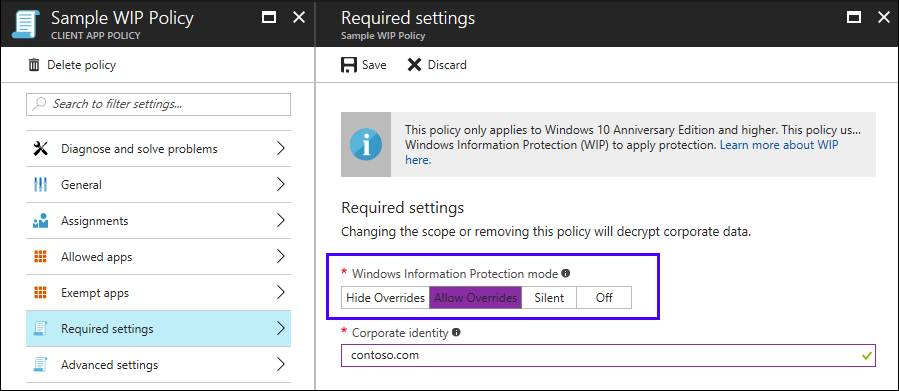 Sample WIP Policy
CLIENT APP POLICY
Delete policy
Search to filter settings...
Diagnose and solve problems
General
Assignments
Allowed apps
Exempt apps
Required settings
Advanced settings
Required settings
Sample WIP Policy
Save Discard
This policy only applies to Windows 10 Anniversary Edition and higher. This policy us...
Windows Information Protection (WIP) to apply protection. Learn more about WIP
here.
Required settings
Changing the scope or removing this policy will decrypt corporate data.
* Windows Information Protection mode
Hide Overrides Allow Overrides Silent Off
* Corporate identity
contoso.com